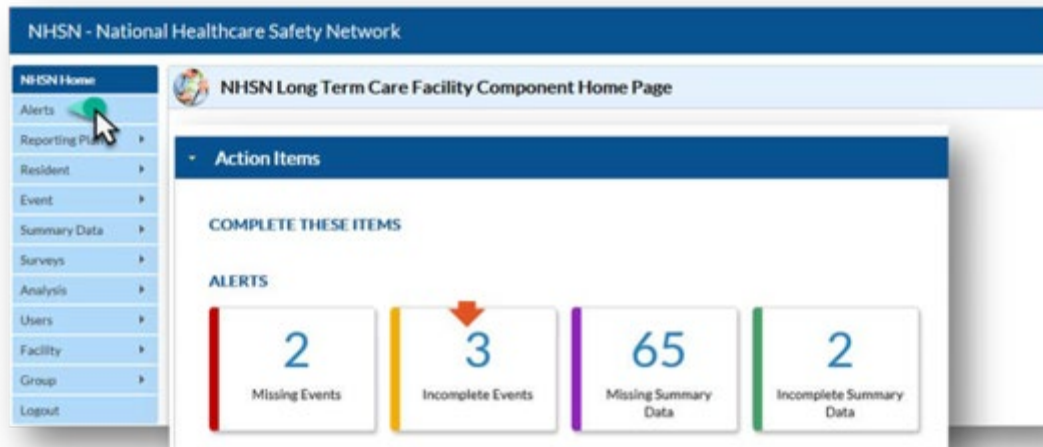 NHSN - National Healthcare Safety Network
NHSN Home
Alerts
Reporting
Resident
Event
Summary Data
Surveys
Analysis
Users
Facility
Group
Logout
NHSN Long Term Care Facility Component Home Page
Action Items
COMPLETE THESE ITEMS
ALERTS
2
Missing Events
3
Incomplete Events
65
Missing Summary
Data
2
Incomplete Summary
Data